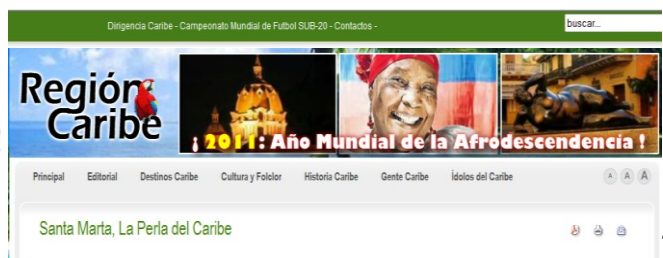 Dirigencia Caribe - Campeonato Mundial de Futbol SUB-20 - Contactos -
buscar...
Región
Caribe
¡ 2011: Año Mundial de la Afrodescendencia !
Principal Editorial Destinos Caribe Cultura y Folclor Historia Caribe Gente Caribe Ídolos del Caribe A A A
Santa Marta, La Perla del Caribe